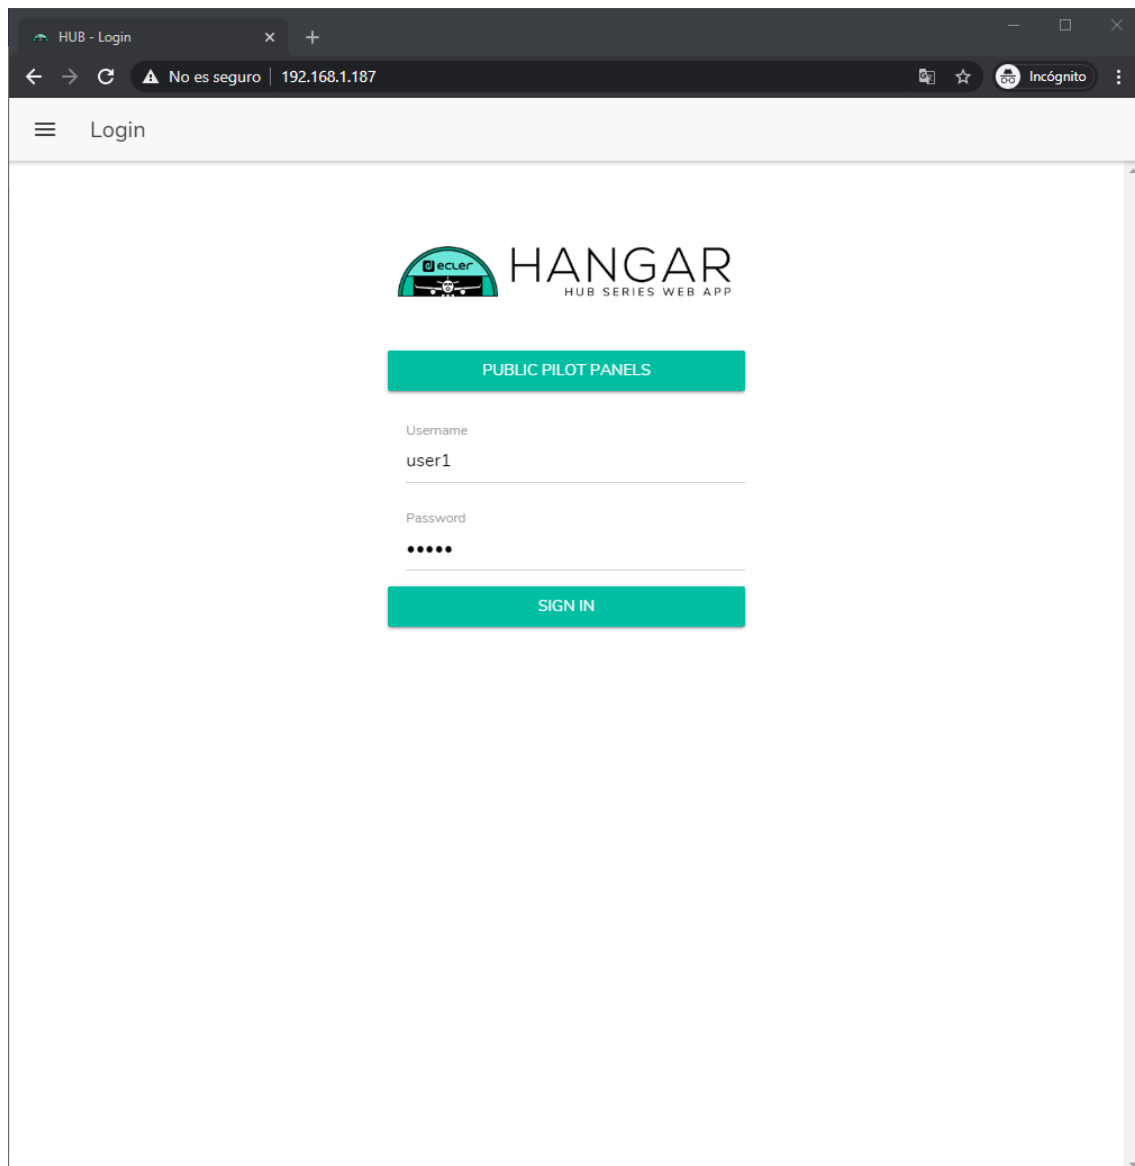 HUB - Login
No es seguro | 192.168.1.187
Incógnito
Login
ecler
HANGAR
HUB SERIES WEB APP
PUBLIC PILOT PANELS
Username
user1
Password
•••••
SIGN IN